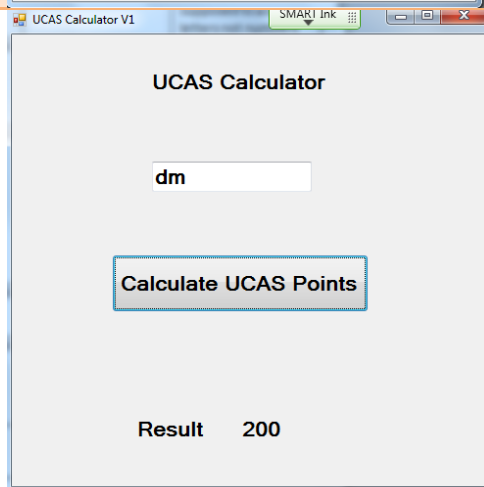 UCAS Calculator V1
SMART Ink
UCAS Calculator
dm
Calculate UCAS Points
Result 200